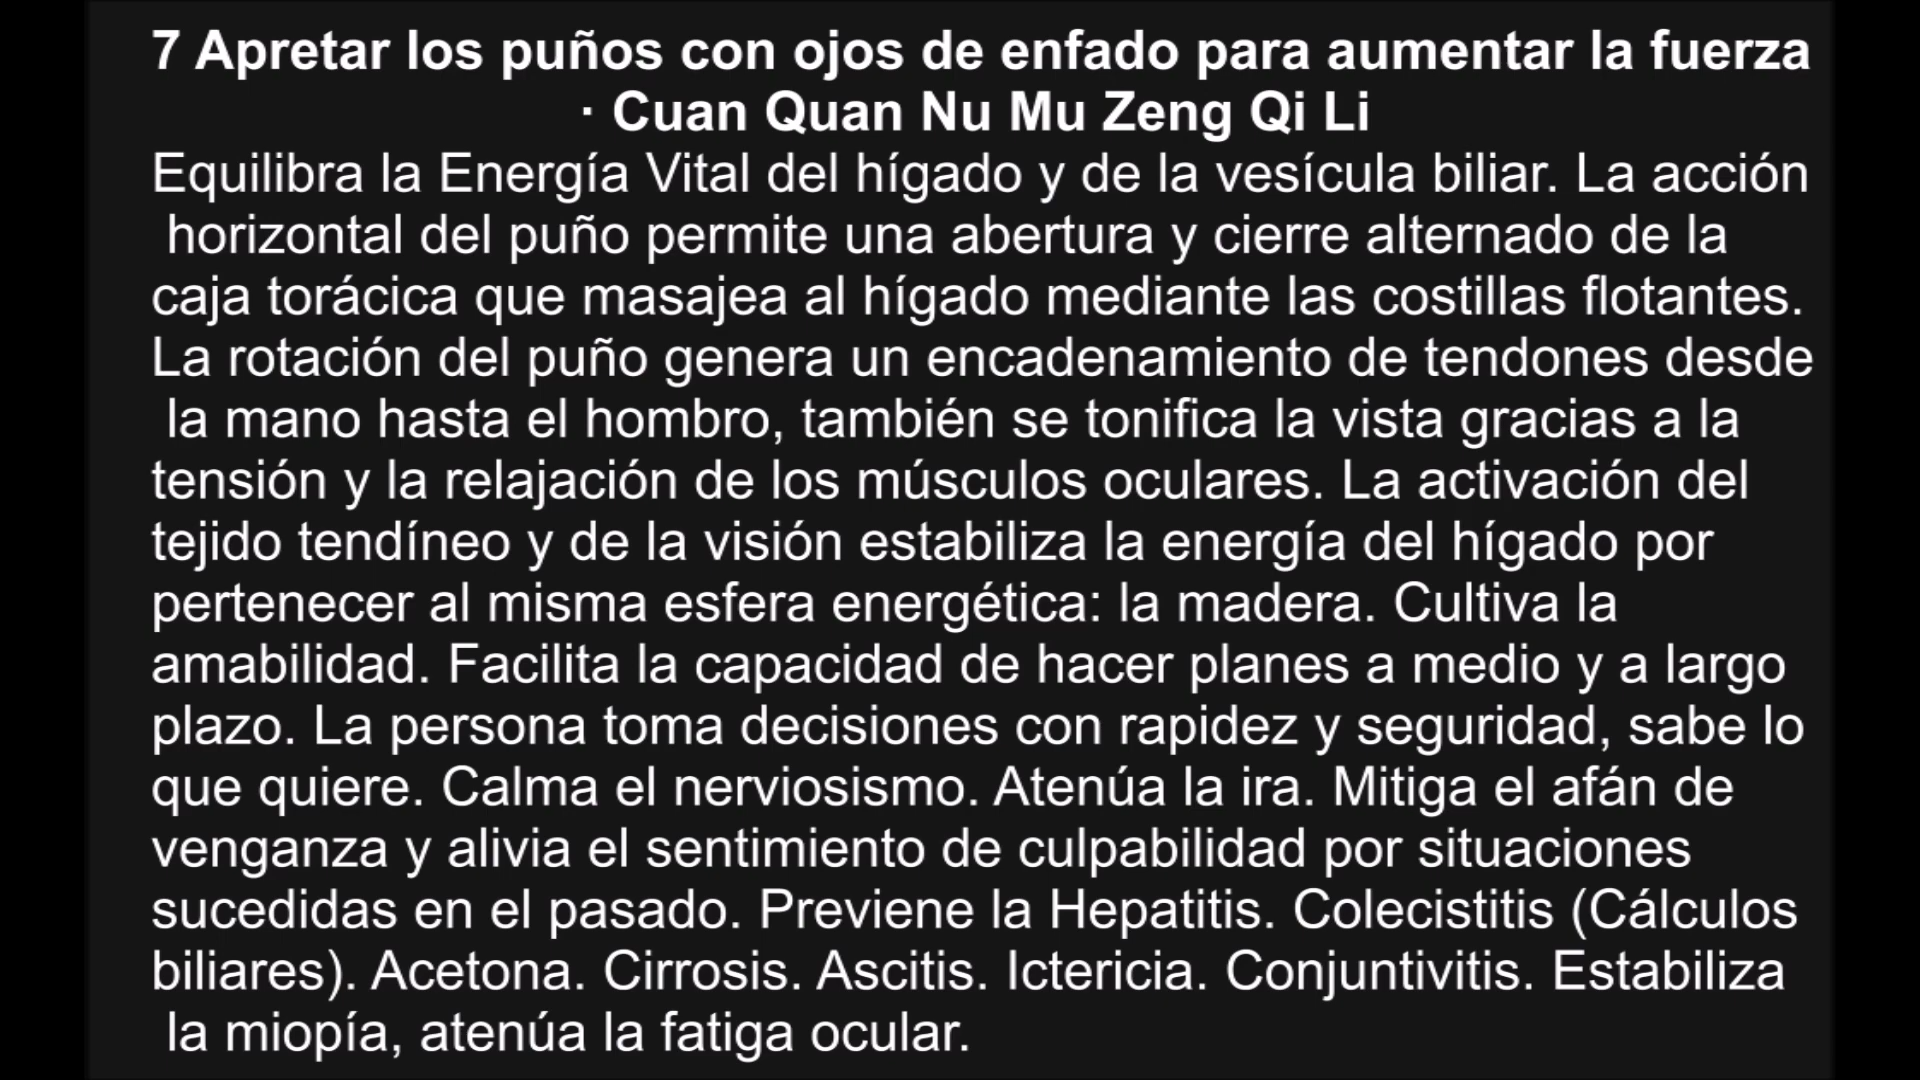 7 Apretar los puños con ojos de enfado para aumentar la fuerza
· Cuan Quan Nu Mu Zeng Qi Li
Equilibra la Energía Vital del hígado y de la vesícula biliar. La acción
horizontal del puño permite una abertura y cierre alternado de la
caja torácica que masajea al hígado mediante las costillas flotantes.
La rotación del puño genera un encadenamiento de tendones desde
la mano hasta el hombro, también se tonifica la vista gracias a la
tensión y la relajación de los músculos oculares. La activación del
tejido tendíneo y de la visión estabiliza la energía del hígado por
pertenecer al misma esfera energética: la madera. Cultiva la
amabilidad. Facilita la capacidad de hacer planes a medio y a largo
plazo. La persona toma decisiones con rapidez y seguridad, sabe lo
que quiere. Calma el nerviosismo. Atenúa la ira. Mitiga el afán de
venganza y alivia el sentimiento de culpabilidad por situaciones
sucedidas en el pasado. Previene la Hepatitis. Colecistitis (Cálculos
biliares). Acetona. Cirrosis. Ascitis. Ictericia. Conjuntivitis. Estabiliza
la miopía, atenúa la fatiga ocular.